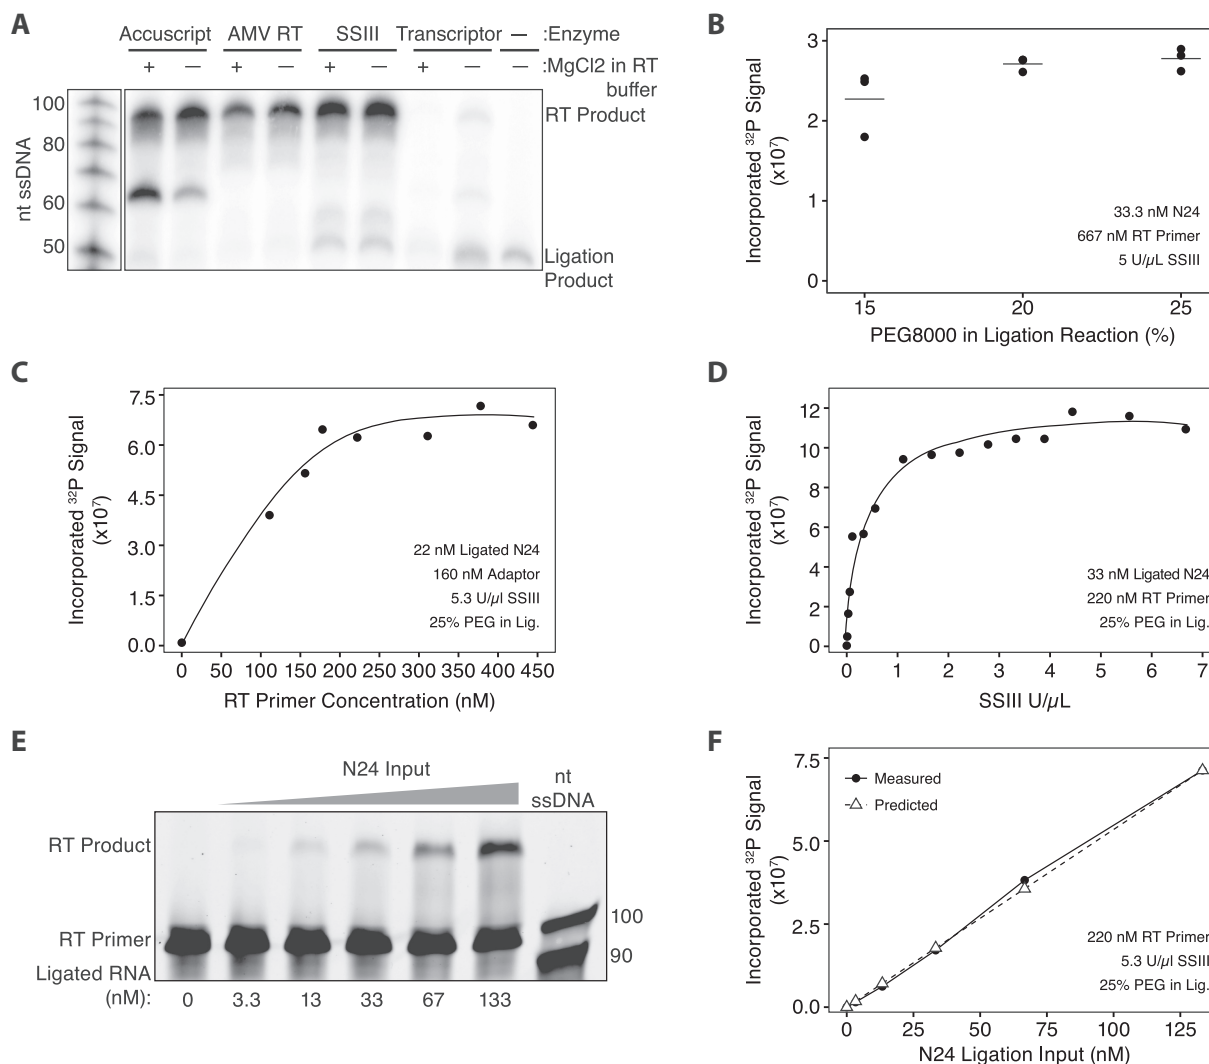 A
Accuscript AMV RT SSIII Transcriptor — :Enzyme
+ — + — + — + — — :MgCl2 in RT
buffer
100
80
60
50
nt ssDNA
RT Product
Ligation
Product
B
3
2
1
0
Incorporated ³²P Signal
(x10⁷)
33.3 nM N24
667 nM RT Primer
5 U/µL SSIII
15 20 25
PEG8000 in Ligation Reaction (%)
C
7.5
6.0
4.5
3.0
1.5
0.0
Incorporated ³²P Signal
(x10⁷)
22 nM Ligated N24
160 nM Adaptor
5.3 U/µl SSIII
25% PEG in Lig.
0 50 100 150 200 250 300 350 400 450
RT Primer Concentration (nM)
D
12
10
8
6
4
2
0
Incorporated ³²P Signal
(x10⁷)
33 nM Ligated N24
220 nM RT Primer
25% PEG in Lig.
0 1 2 3 4 5 6 7
SSIII U/µL
E
N24 Input
nt
ssDNA
RT Product
RT Primer
100
90
Ligated RNA
(nM): 0 3.3 13 33 67 133
F
7.5
5.0
2.5
0.0
Incorporated ³²P Signal
(x10⁷)
Measured
Predicted
220 nM RT Primer
5.3 U/µl SSIII
25% PEG in Lig.
0 25 50 75 100 125
N24 Ligation Input (nM)